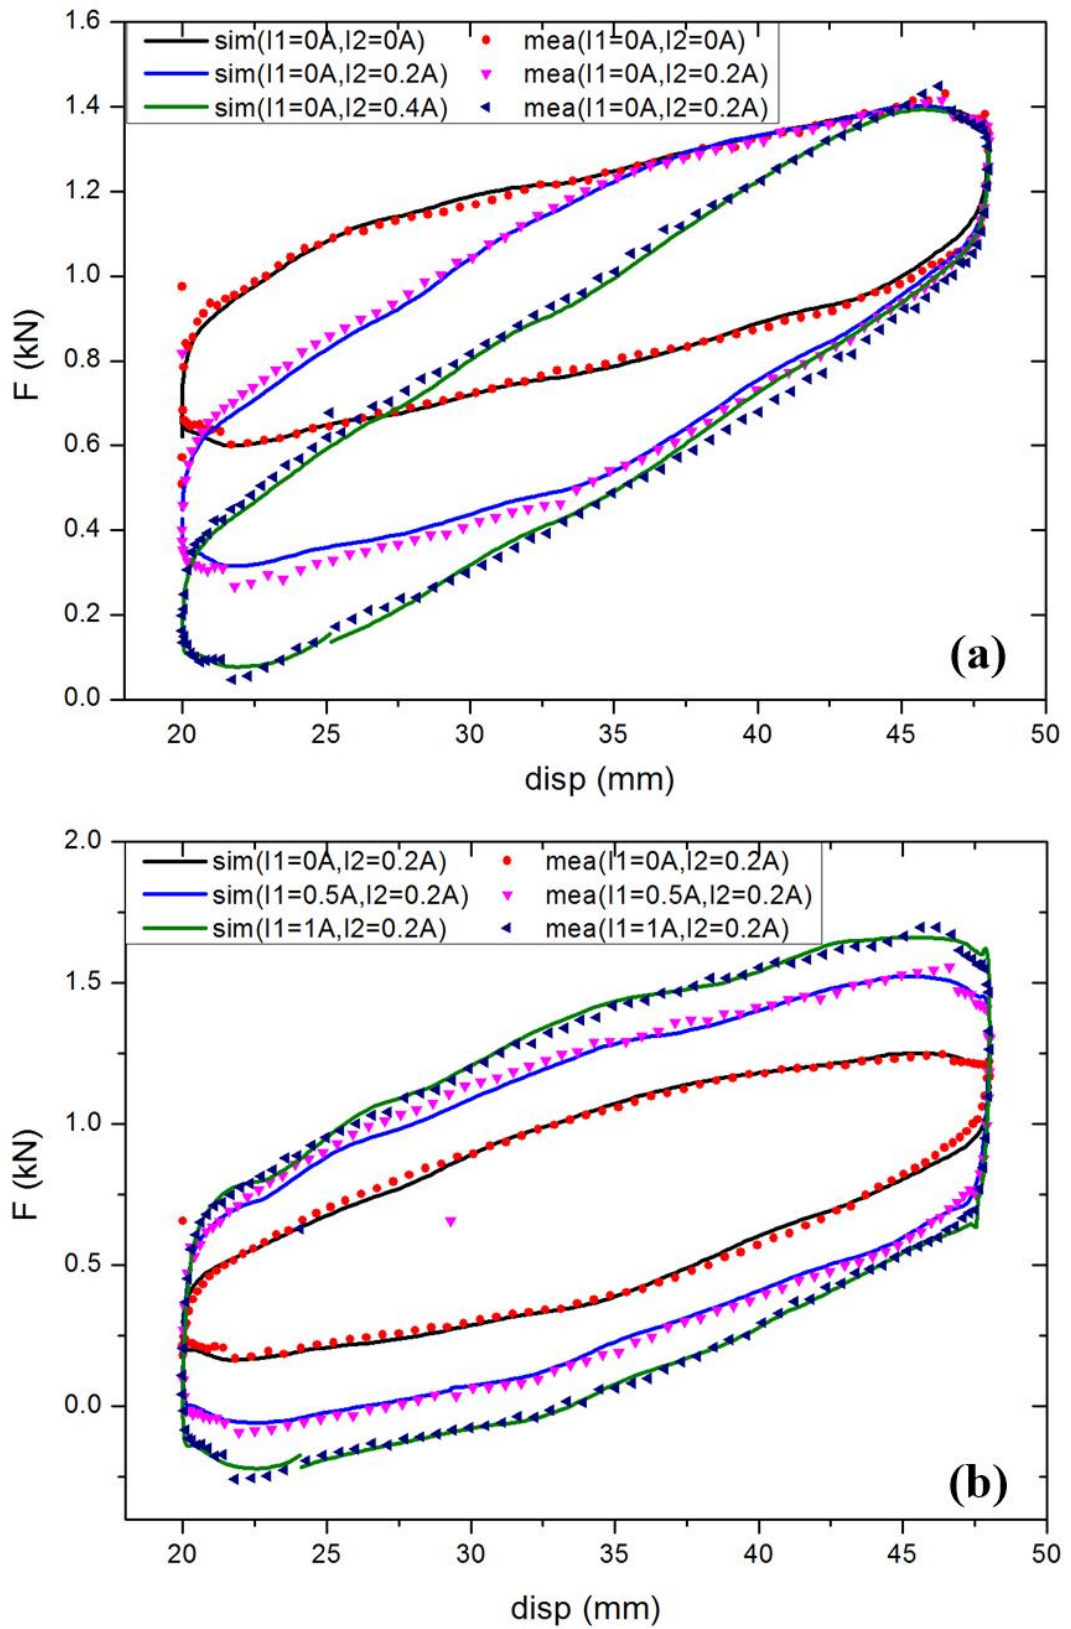 1.6
sim(I1=0A,I2=0A) mea(I1=0A,I2=0A)
sim(I1=0A,I2=0.2A) mea(I1=0A,I2=0.2A)
sim(I1=0A,I2=0.4A) mea(I1=0A,I2=0.2A)
1.4
1.2
1.0
0.8
0.6
0.4
0.2
0.0
F (kN)
(a)
20 25 30 35 40 45 50
disp (mm)
2.0
sim(I1=0A,I2=0.2A) mea(I1=0A,I2=0.2A)
sim(I1=0.5A,I2=0.2A) mea(I1=0.5A,I2=0.2A)
sim(I1=1A,I2=0.2A) mea(I1=1A,I2=0.2A)
1.5
1.0
0.5
0.0
F (kN)
(b)
20 25 30 35 40 45 50
disp (mm)